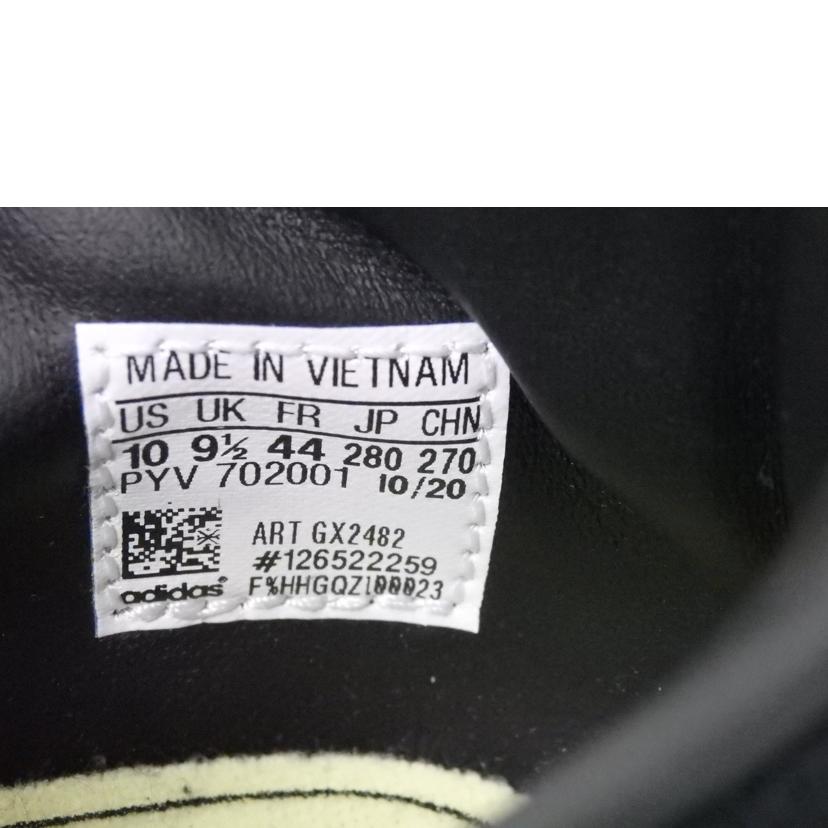 MADE IN VIETNAM
US UK FR JP CHN
10 9½ 44 280 270
PYV 702001 10/20
ART GX2482
#126522259
adidas®